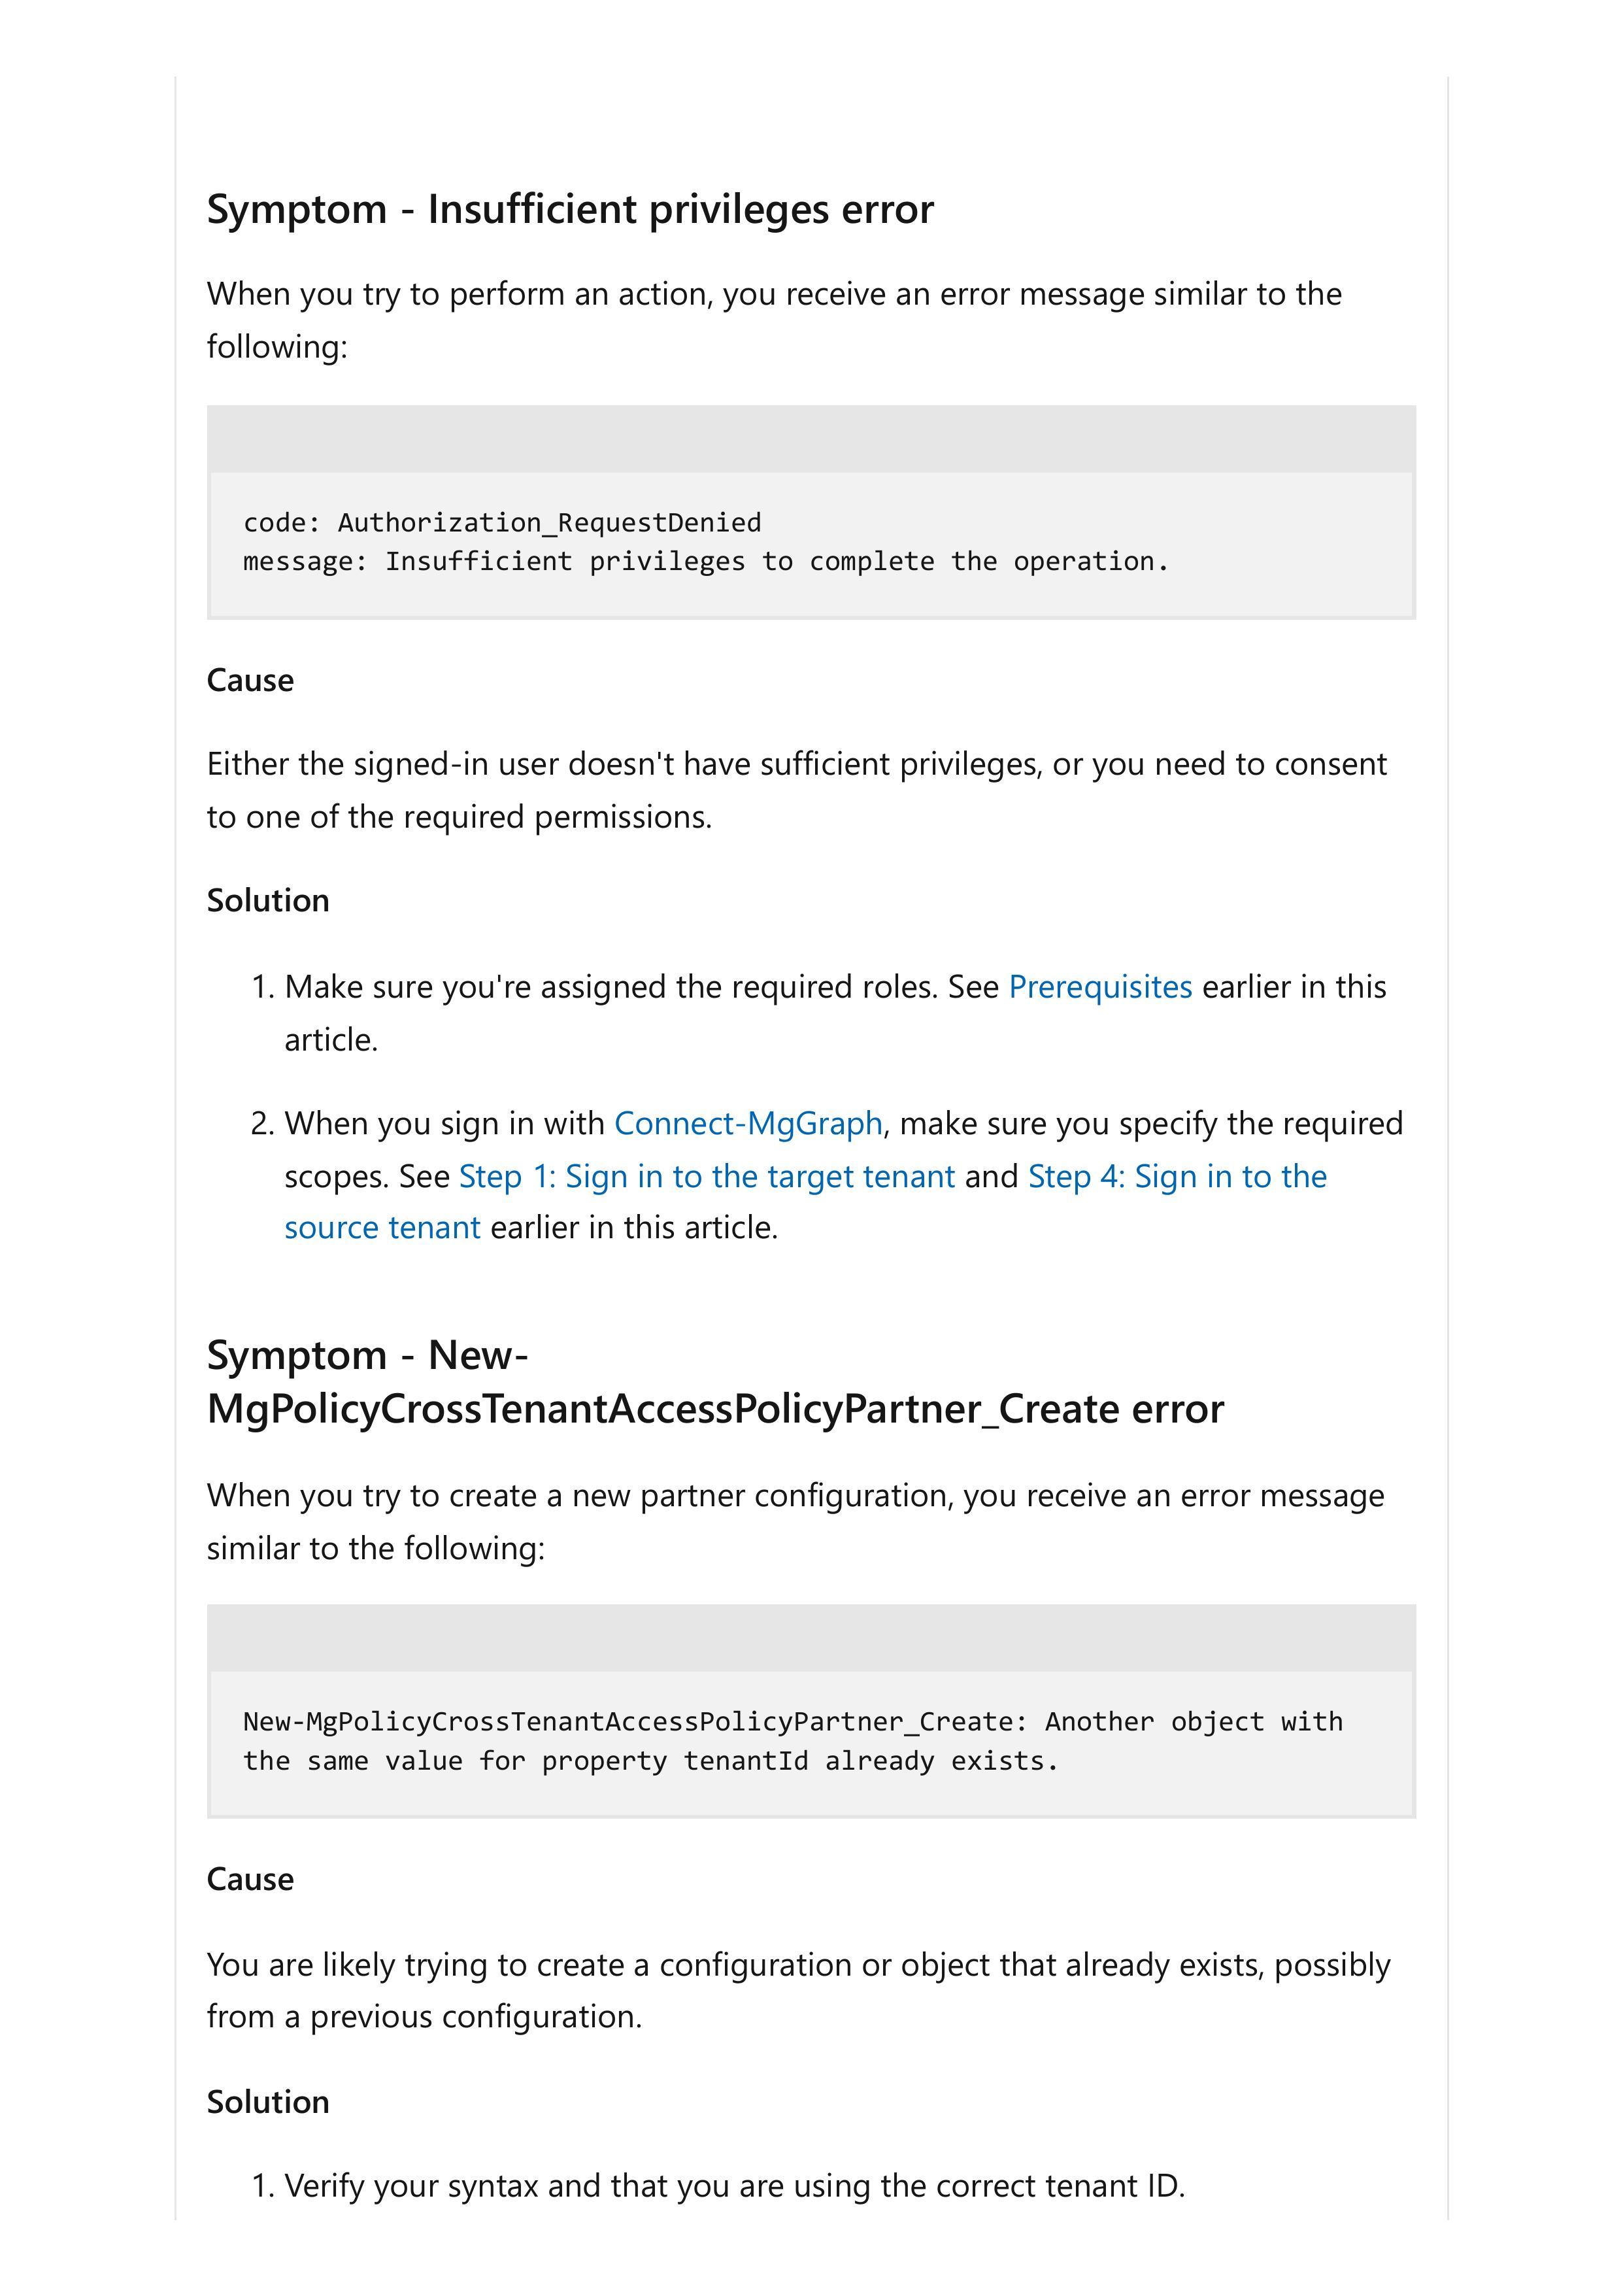 Symptom - Insufficient privileges error
When you try to perform an action, you receive an error message similar to the
following:
code: Authorization_RequestDenied
message: Insufficient privileges to complete the operation.
Cause
Either the signed-in user doesn't have sufficient privileges, or you need to consent
to one of the required permissions.
Solution
1. Make sure you're assigned the required roles. See Prerequisites earlier in this
article.
2. When you sign in with Connect-MgGraph, make sure you specify the required
scopes. See Step 1: Sign in to the target tenant and Step 4: Sign in to the
source tenant earlier in this article.
Symptom - New-
MgPolicyCrossTenantAccessPolicyPartner_Create error
When you try to create a new partner configuration, you receive an error message
similar to the following:
New-MgPolicyCrossTenantAccessPolicyPartner_Create: Another object with
the same value for property tenantId already exists.
Cause
You are likely trying to create a configuration or object that already exists, possibly
from a previous configuration.
Solution
1. Verify your syntax and that you are using the correct tenant ID.